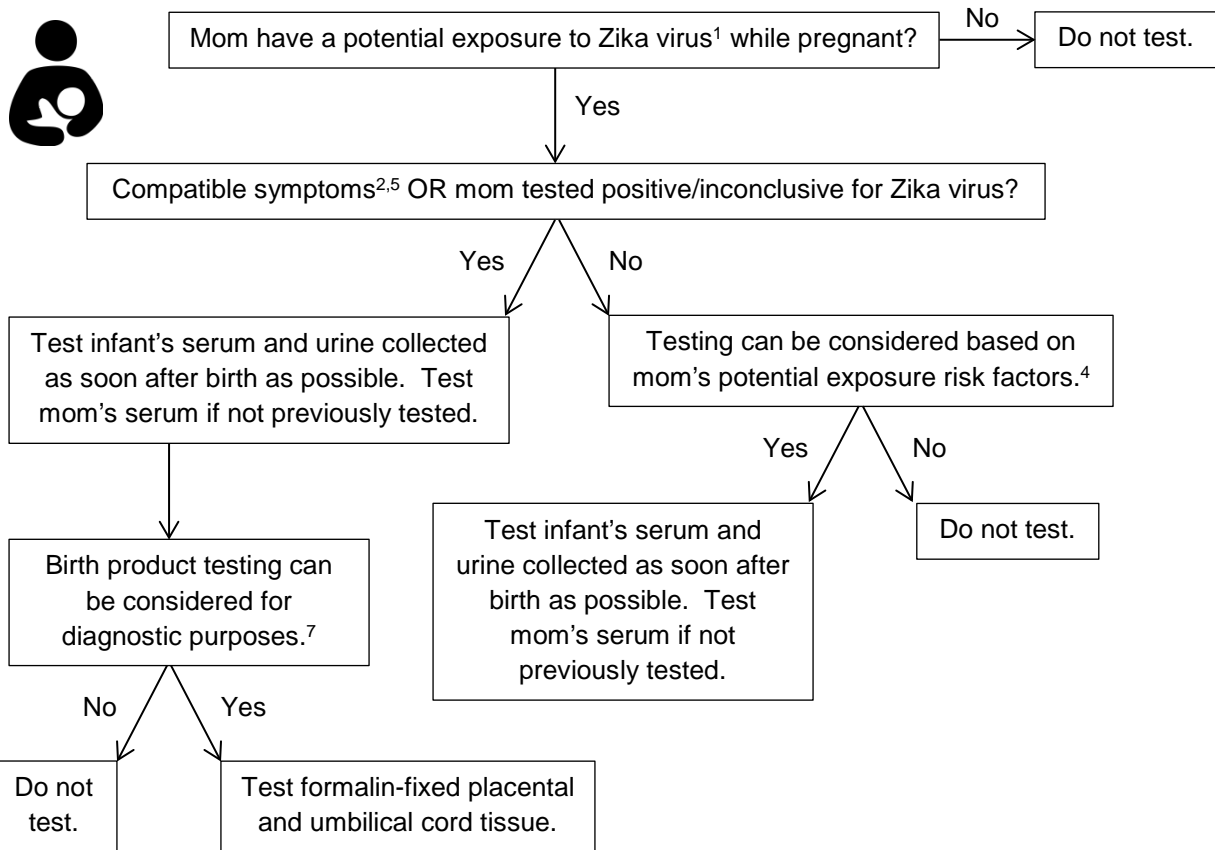 Mom have a potential exposure to Zika virus¹ while pregnant?
No
Do not test.
Yes
Compatible symptoms²,⁵ OR mom tested positive/inconclusive for Zika virus?
Yes
No
Test infant’s serum and urine collected
as soon after birth as possible.  Test
mom’s serum if not previously tested.
Testing can be considered based on
mom’s potential exposure risk factors.⁴
Yes
No
Test infant’s serum and
urine collected as soon after
birth as possible.  Test
mom’s serum if not
previously tested.
Do not test.
Birth product testing can
be considered for
diagnostic purposes.⁷
No
Yes
Do not
test.
Test formalin-fixed placental
and umbilical cord tissue.